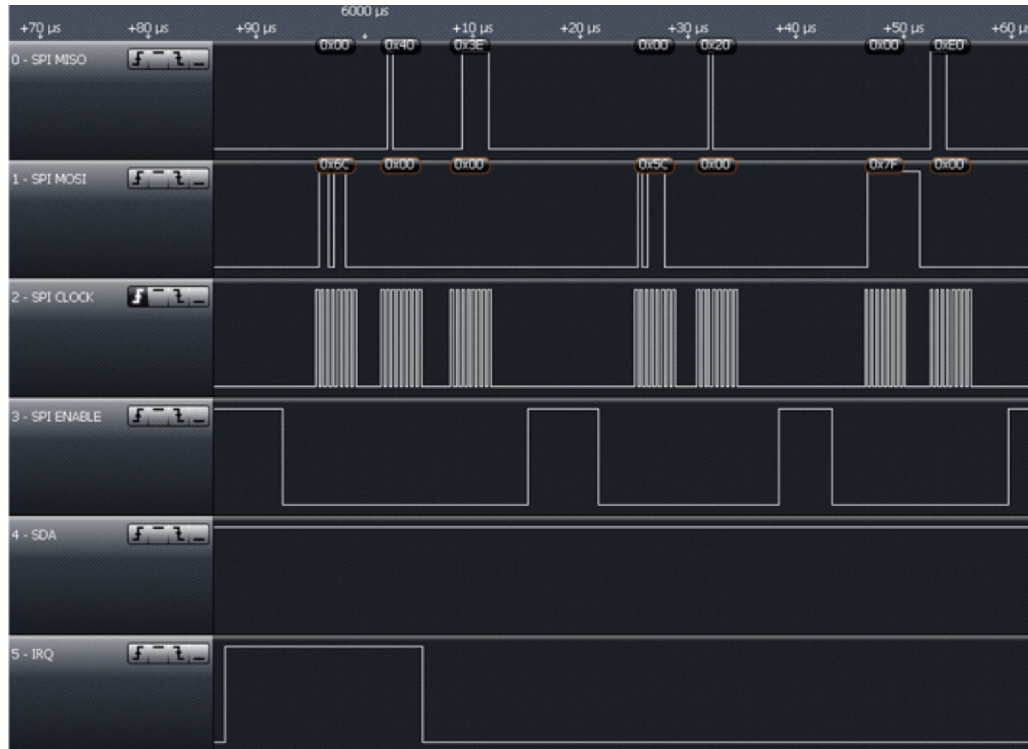 6000 µs
+70 µs +80 µs +90 µs +10 µs +20 µs +30 µs +40 µs +50 µs +60 µs
0 - SPI MISO 0x00 0x40 0x3E 0x00 0x20 0x00 0xE0
1 - SPI MOSI 0x6C 0x00 0x00 0x5C 0x00 0x7F 0x00
2 - SPI CLOCK
3 - SPI ENABLE
4 - SDA
5 - IRQ